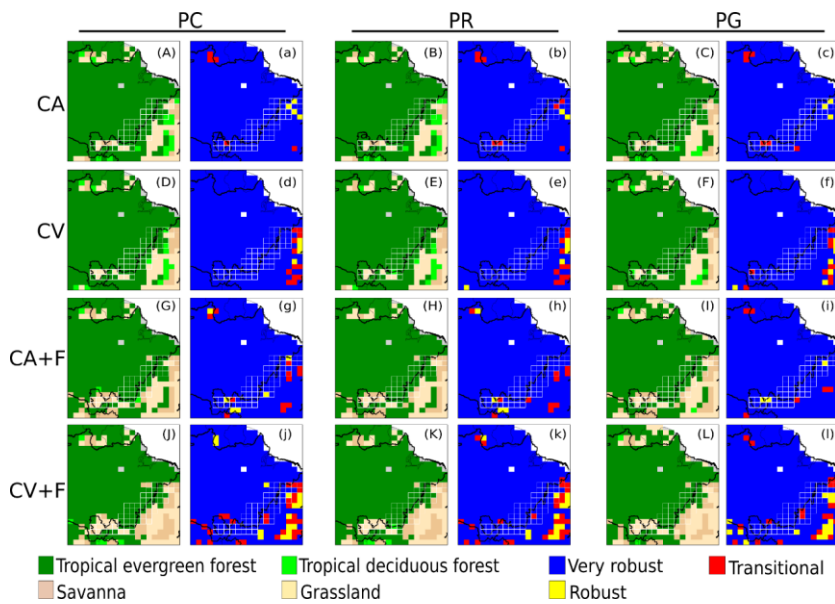 PC PR PG
(A) (a) (B) (b) (C) (c)
CA
(D) (d) (E) (e) (F) (f)
CV
(G) (g) (H) (h) (I) (i)
CA+F
(J) (j) (K) (k) (L) (l)
CV+F
Tropical evergreen forest Tropical deciduous forest Very robust Transitional
Savanna Grassland Robust